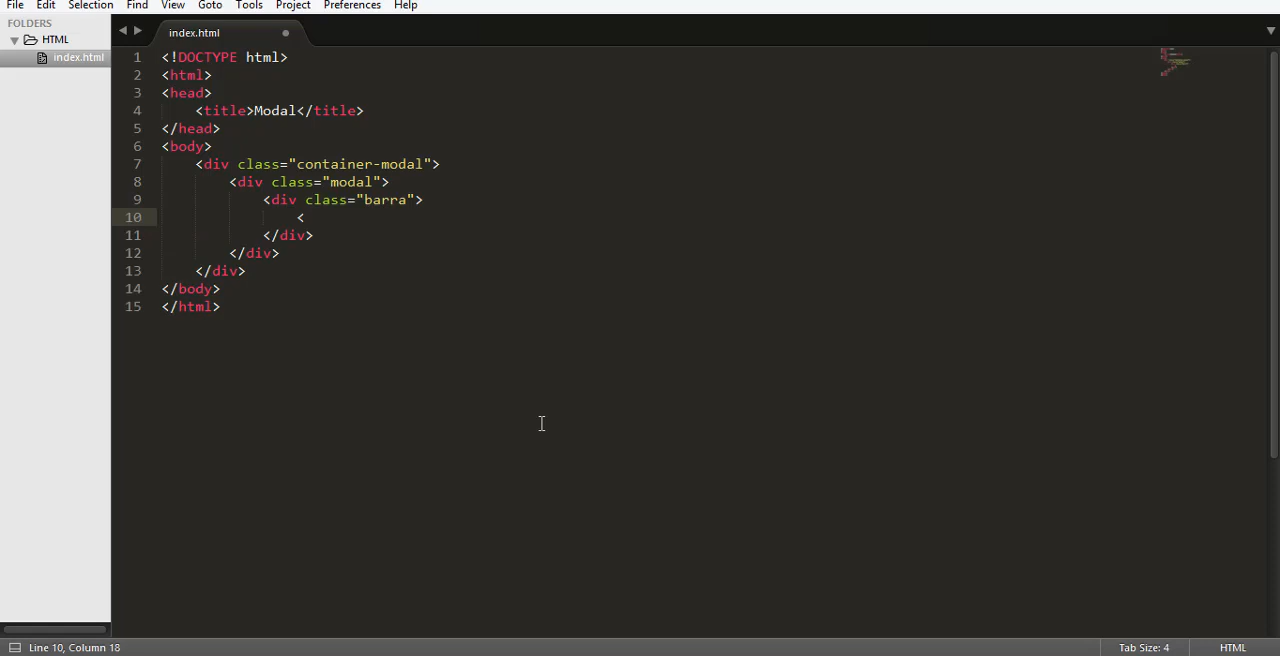 File Edit Selection Find View Goto Tools Project Preferences Help
FOLDERS
HTML
index.html
index.html
1 <!DOCTYPE html>
2 <html>
3 <head>
4 <title>Modal</title>
5 </head>
6 <body>
7 <div class="container-modal">
8 <div class="modal">
9 <div class="barra">
10 <
11 </div>
12 </div>
13 </div>
14 </body>
15 </html>
Line 10, Column 18 Tab Size: 4 HTML